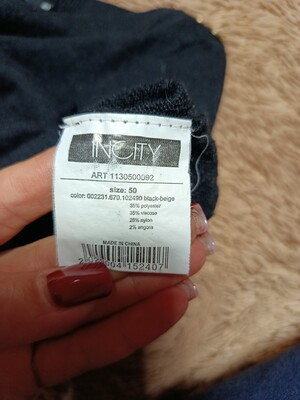 INCITY
ART 1130500092
size: 50
color: 002231.670.102490 black-beige
35% polyester
35% viscose
28% nylon
2% angora
MADE IN CHINA
152407